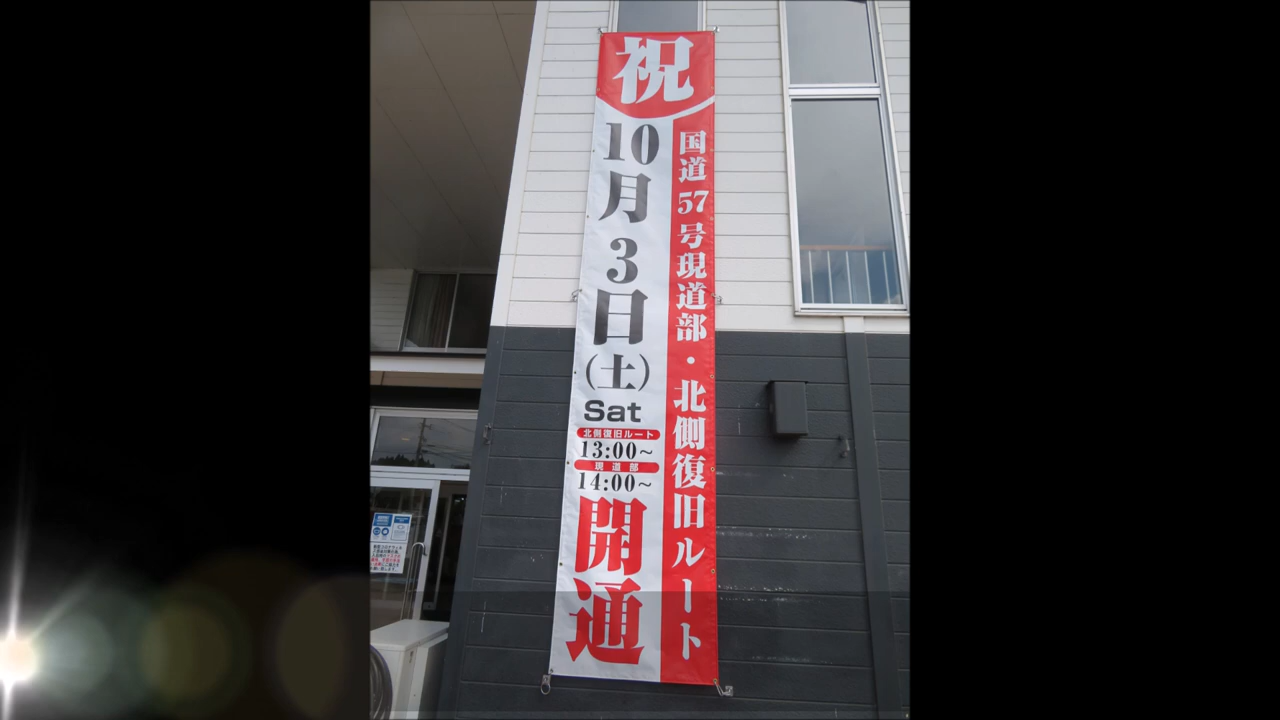 祝
国道57号現道部・北側復旧ルート
10月3日(土)
Sat
北側復旧ルート
13:00~
現道部
14:00~
開通